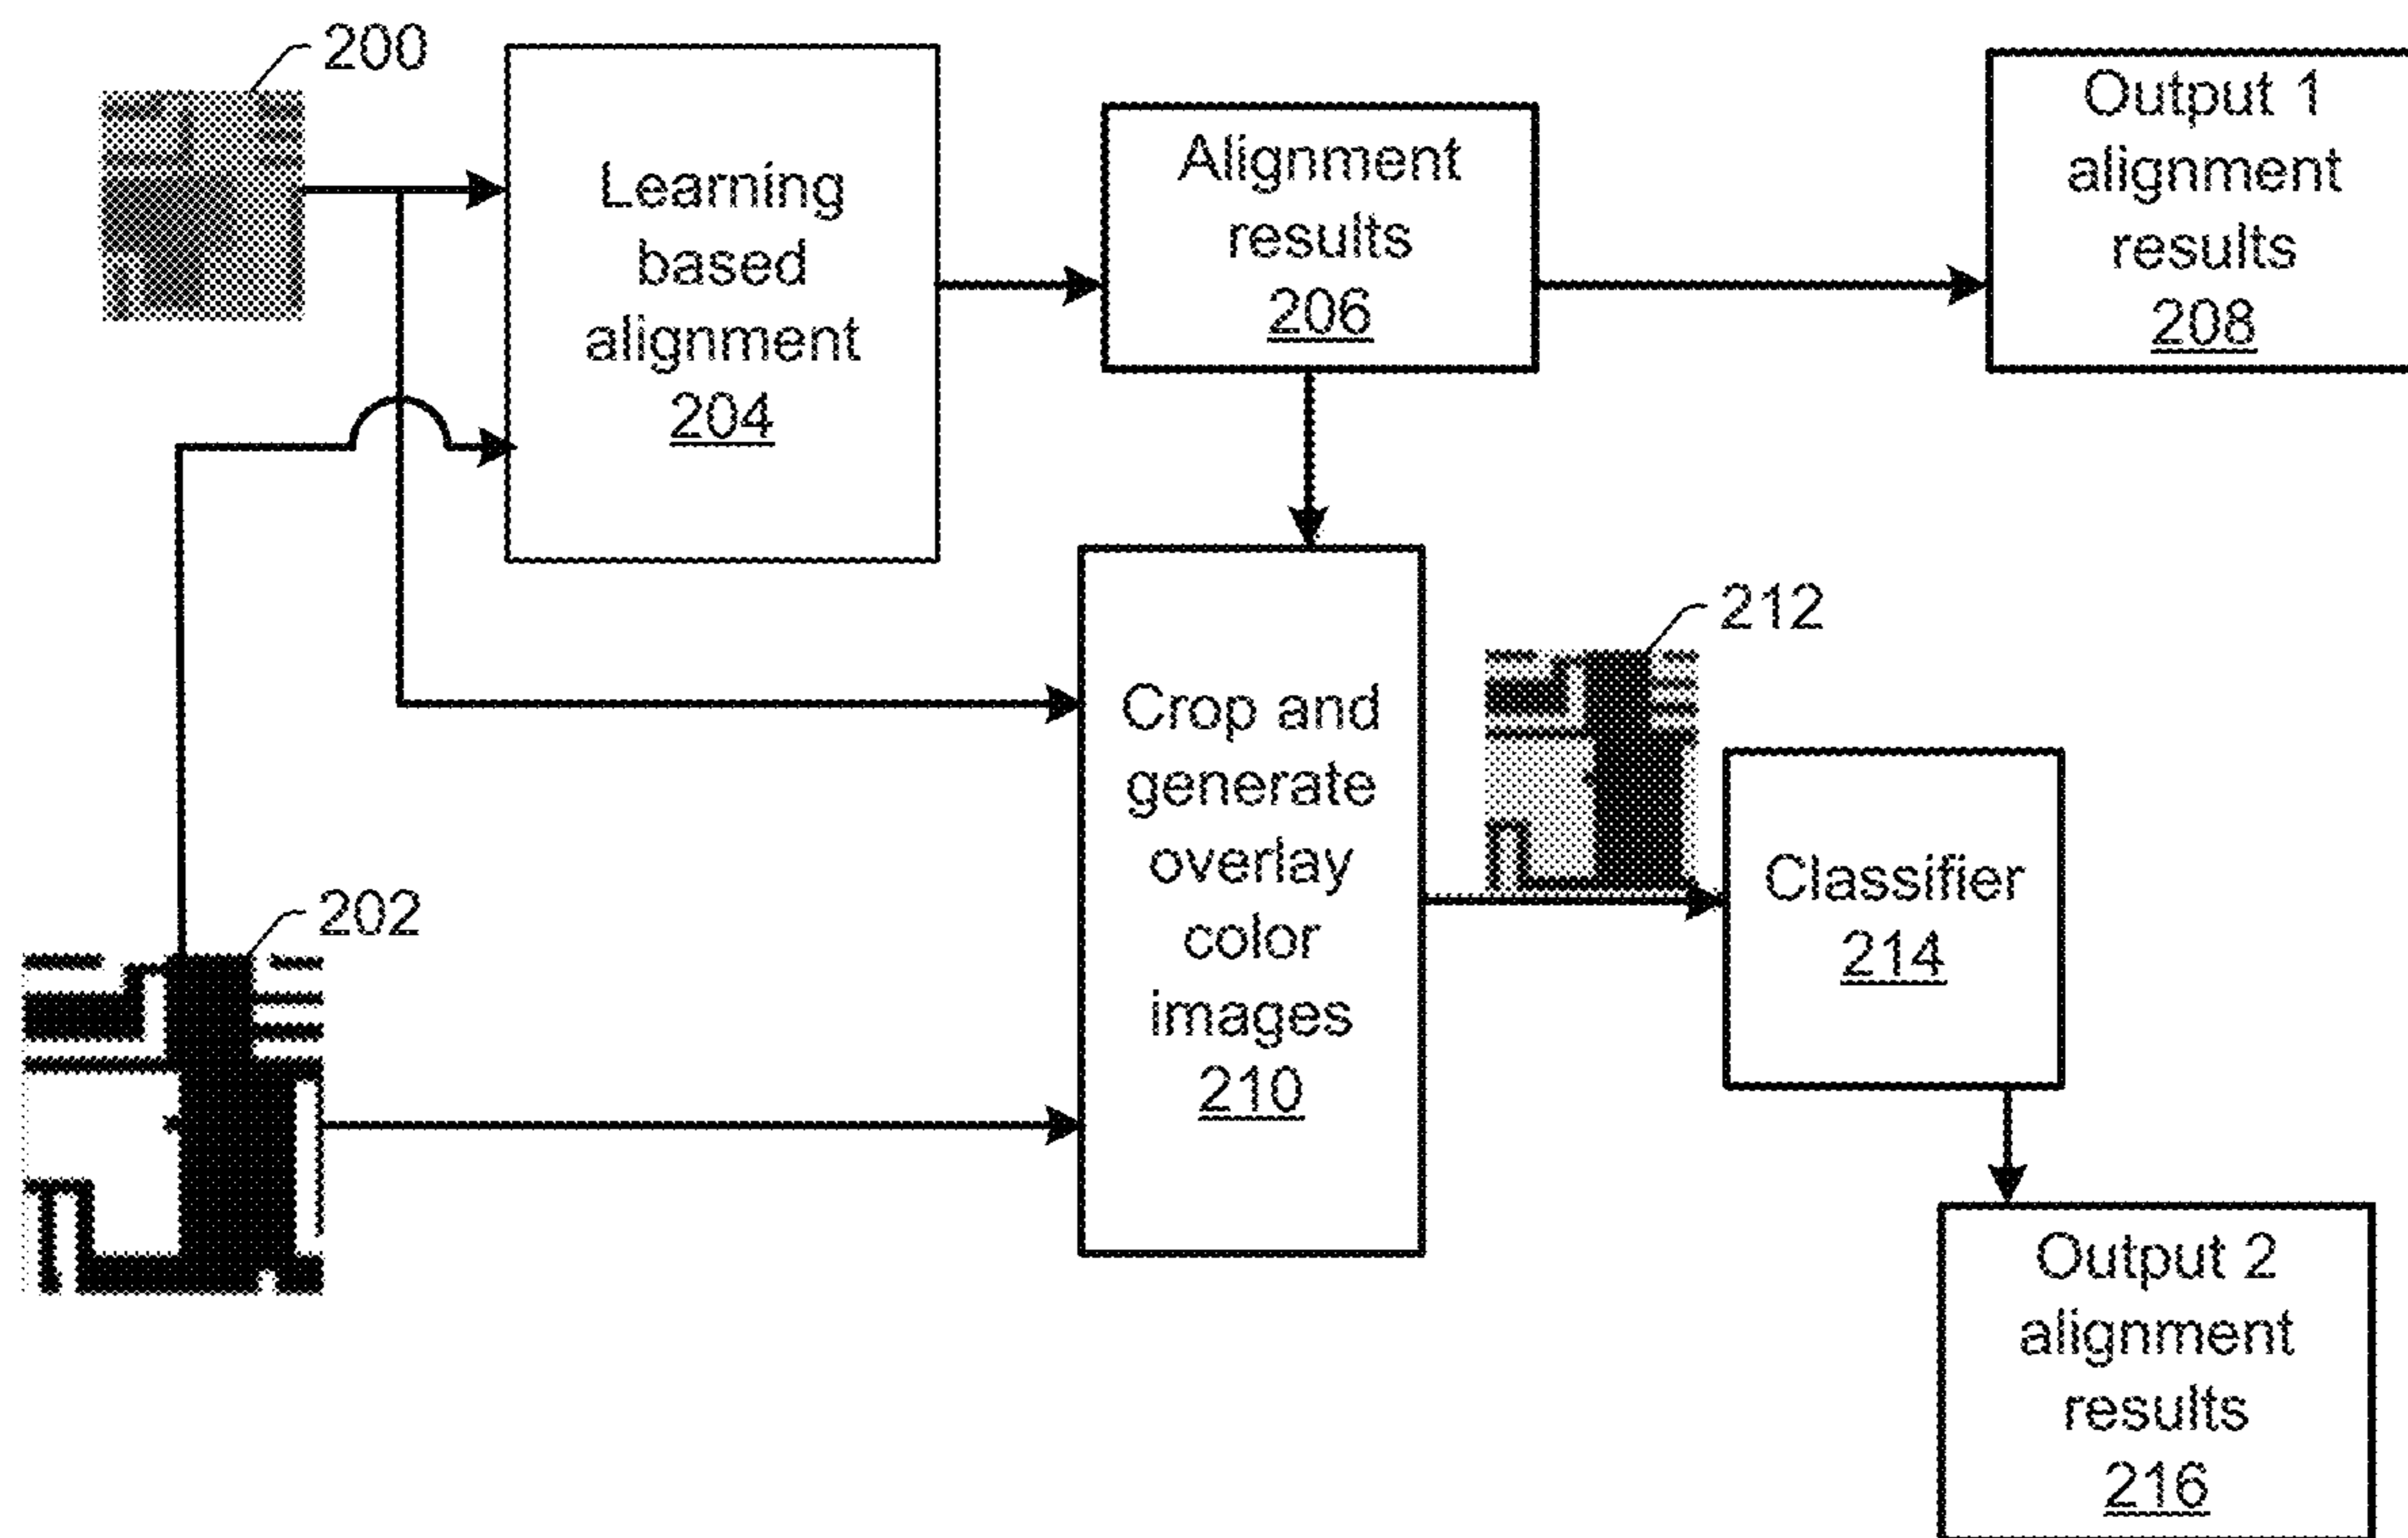 200
Learning
based
alignment
204
Alignment
results
206
Output 1
alignment
results
208
202
Crop and
generate
overlay
color
images
210
212
Classifier
214
Output 2
alignment
results
216